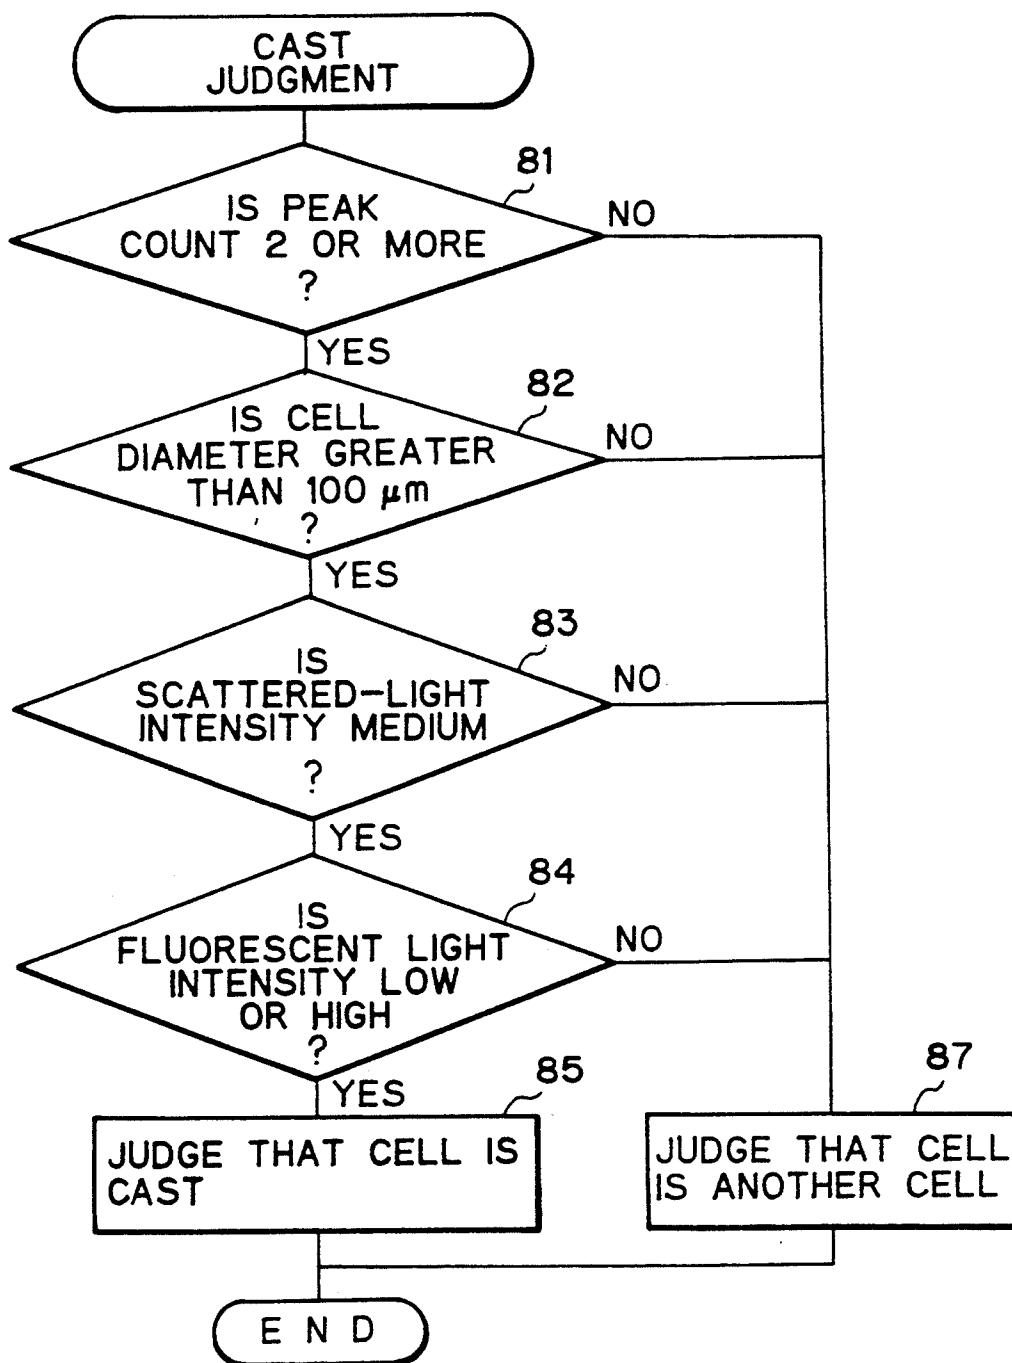 CAST
JUDGMENT
81
IS PEAK
COUNT 2 OR MORE
?
NO
YES
82
IS CELL
DIAMETER GREATER
THAN 100 μm
?
NO
YES
83
IS
SCATTERED-LIGHT
INTENSITY MEDIUM
?
NO
YES
84
IS
FLUORESCENT LIGHT
INTENSITY LOW
OR HIGH
?
NO
YES
85
JUDGE THAT CELL IS
CAST
87
JUDGE THAT CELL
IS ANOTHER CELL
END